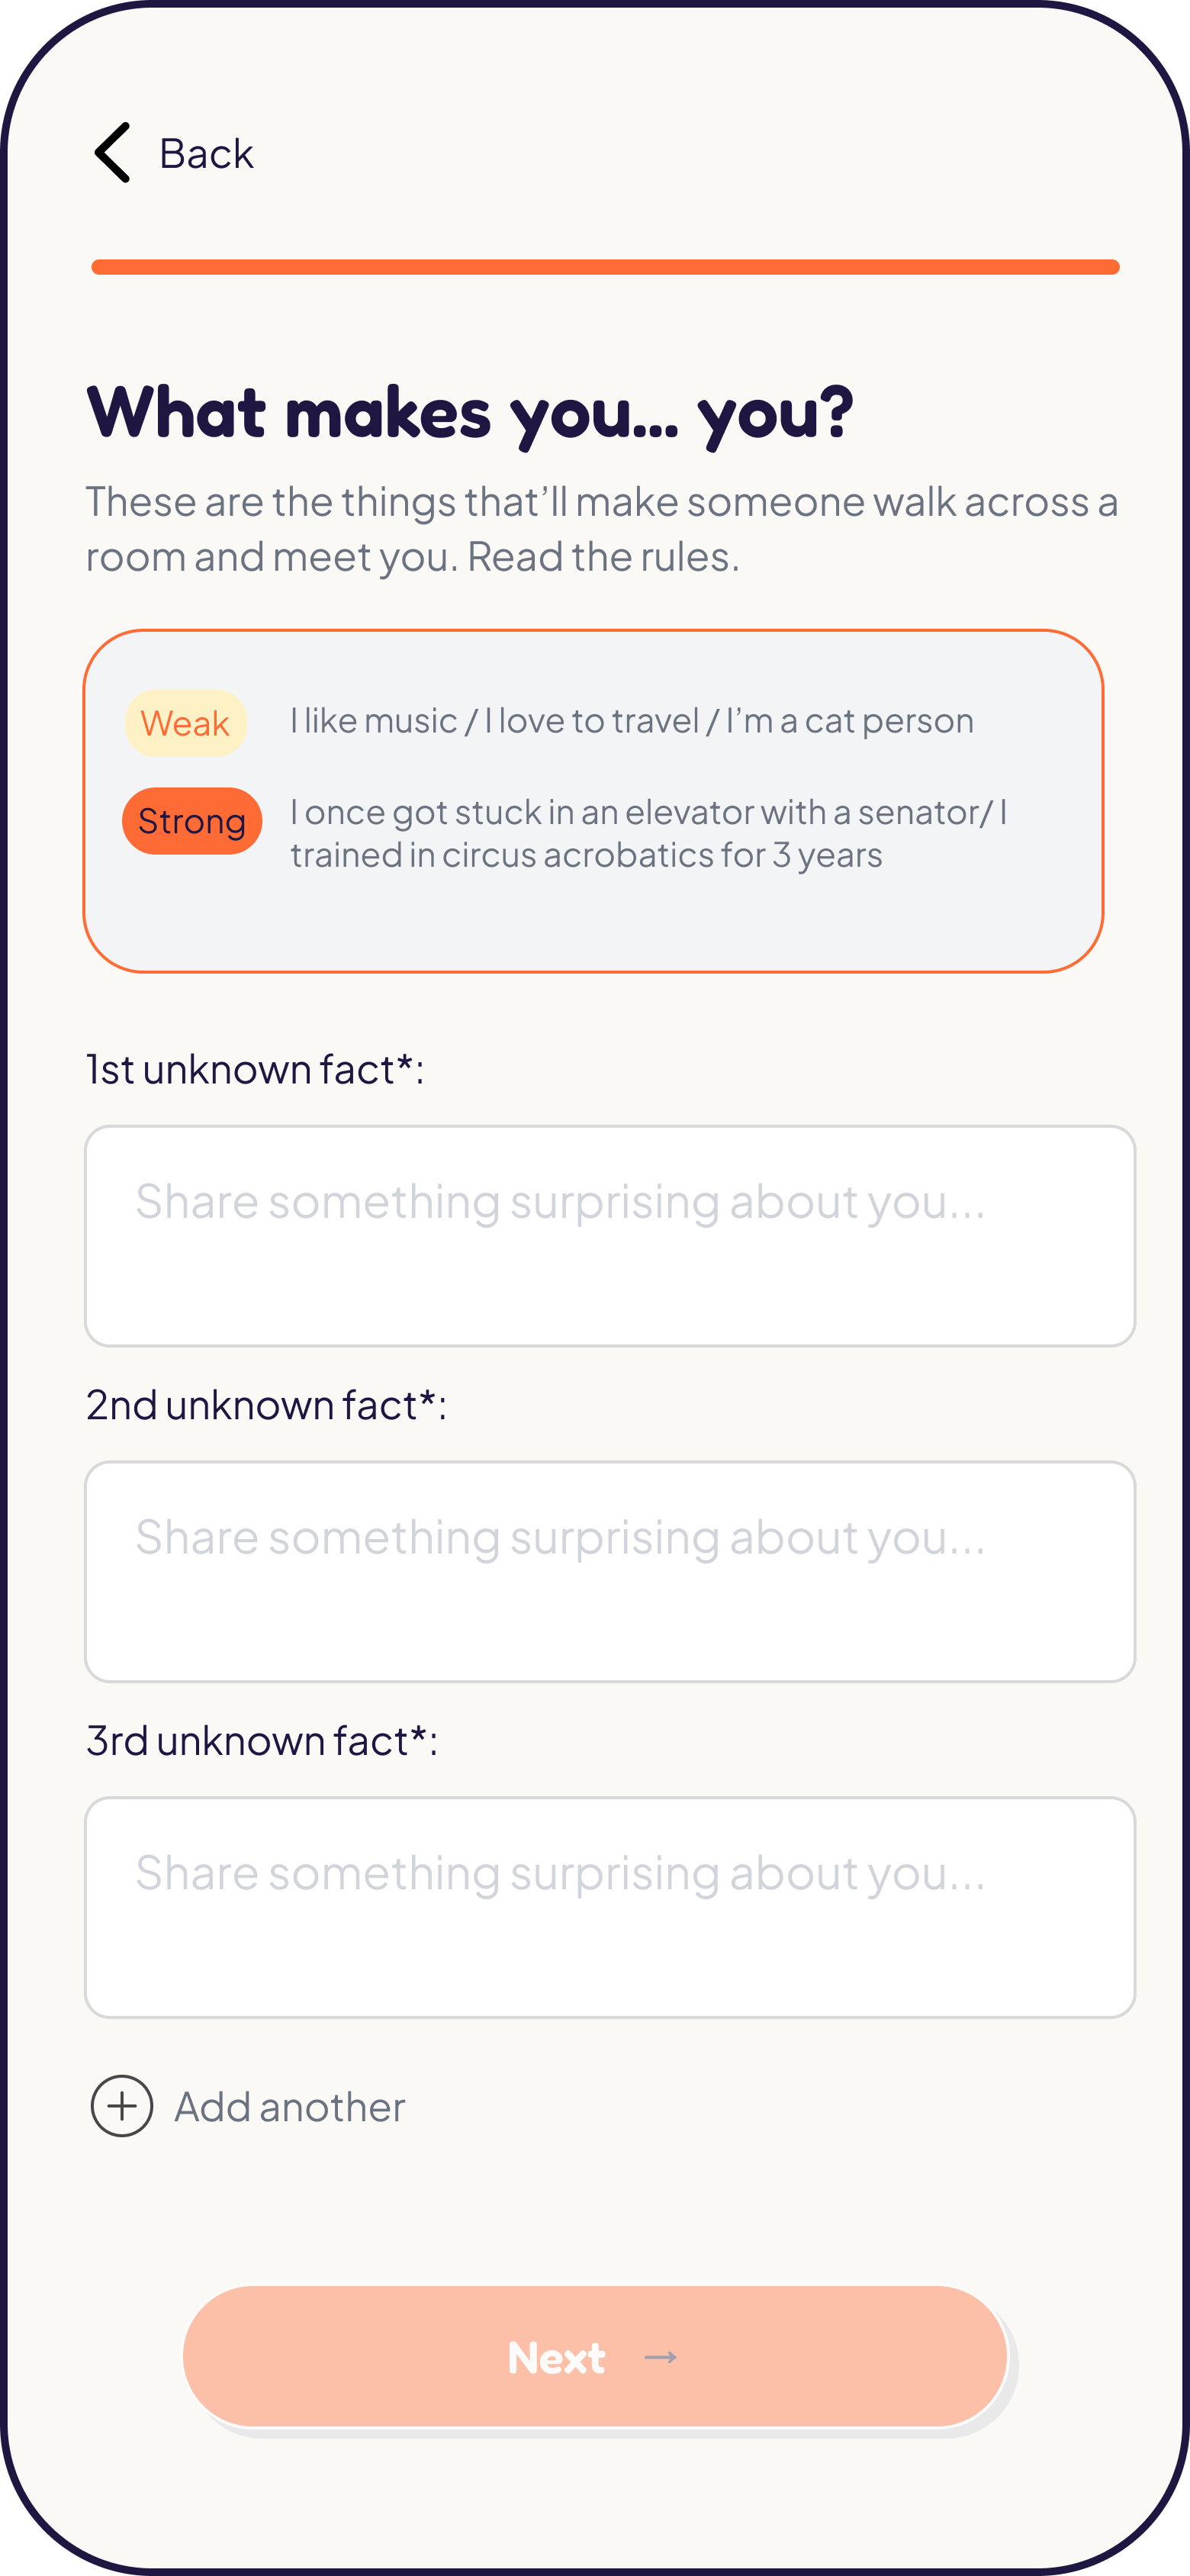 Back
What makes you... you?
These are the things that’ll make someone walk across a
room and meet you. Read the rules.
Weak
I like music / I love to travel / I’m a cat person
Strong
I once got stuck in an elevator with a senator/ I
trained in circus acrobatics for 3 years
1st unknown fact*:
Share something surprising about you...
2nd unknown fact*:
Share something surprising about you...
3rd unknown fact*:
Share something surprising about you...
Add another
Next →